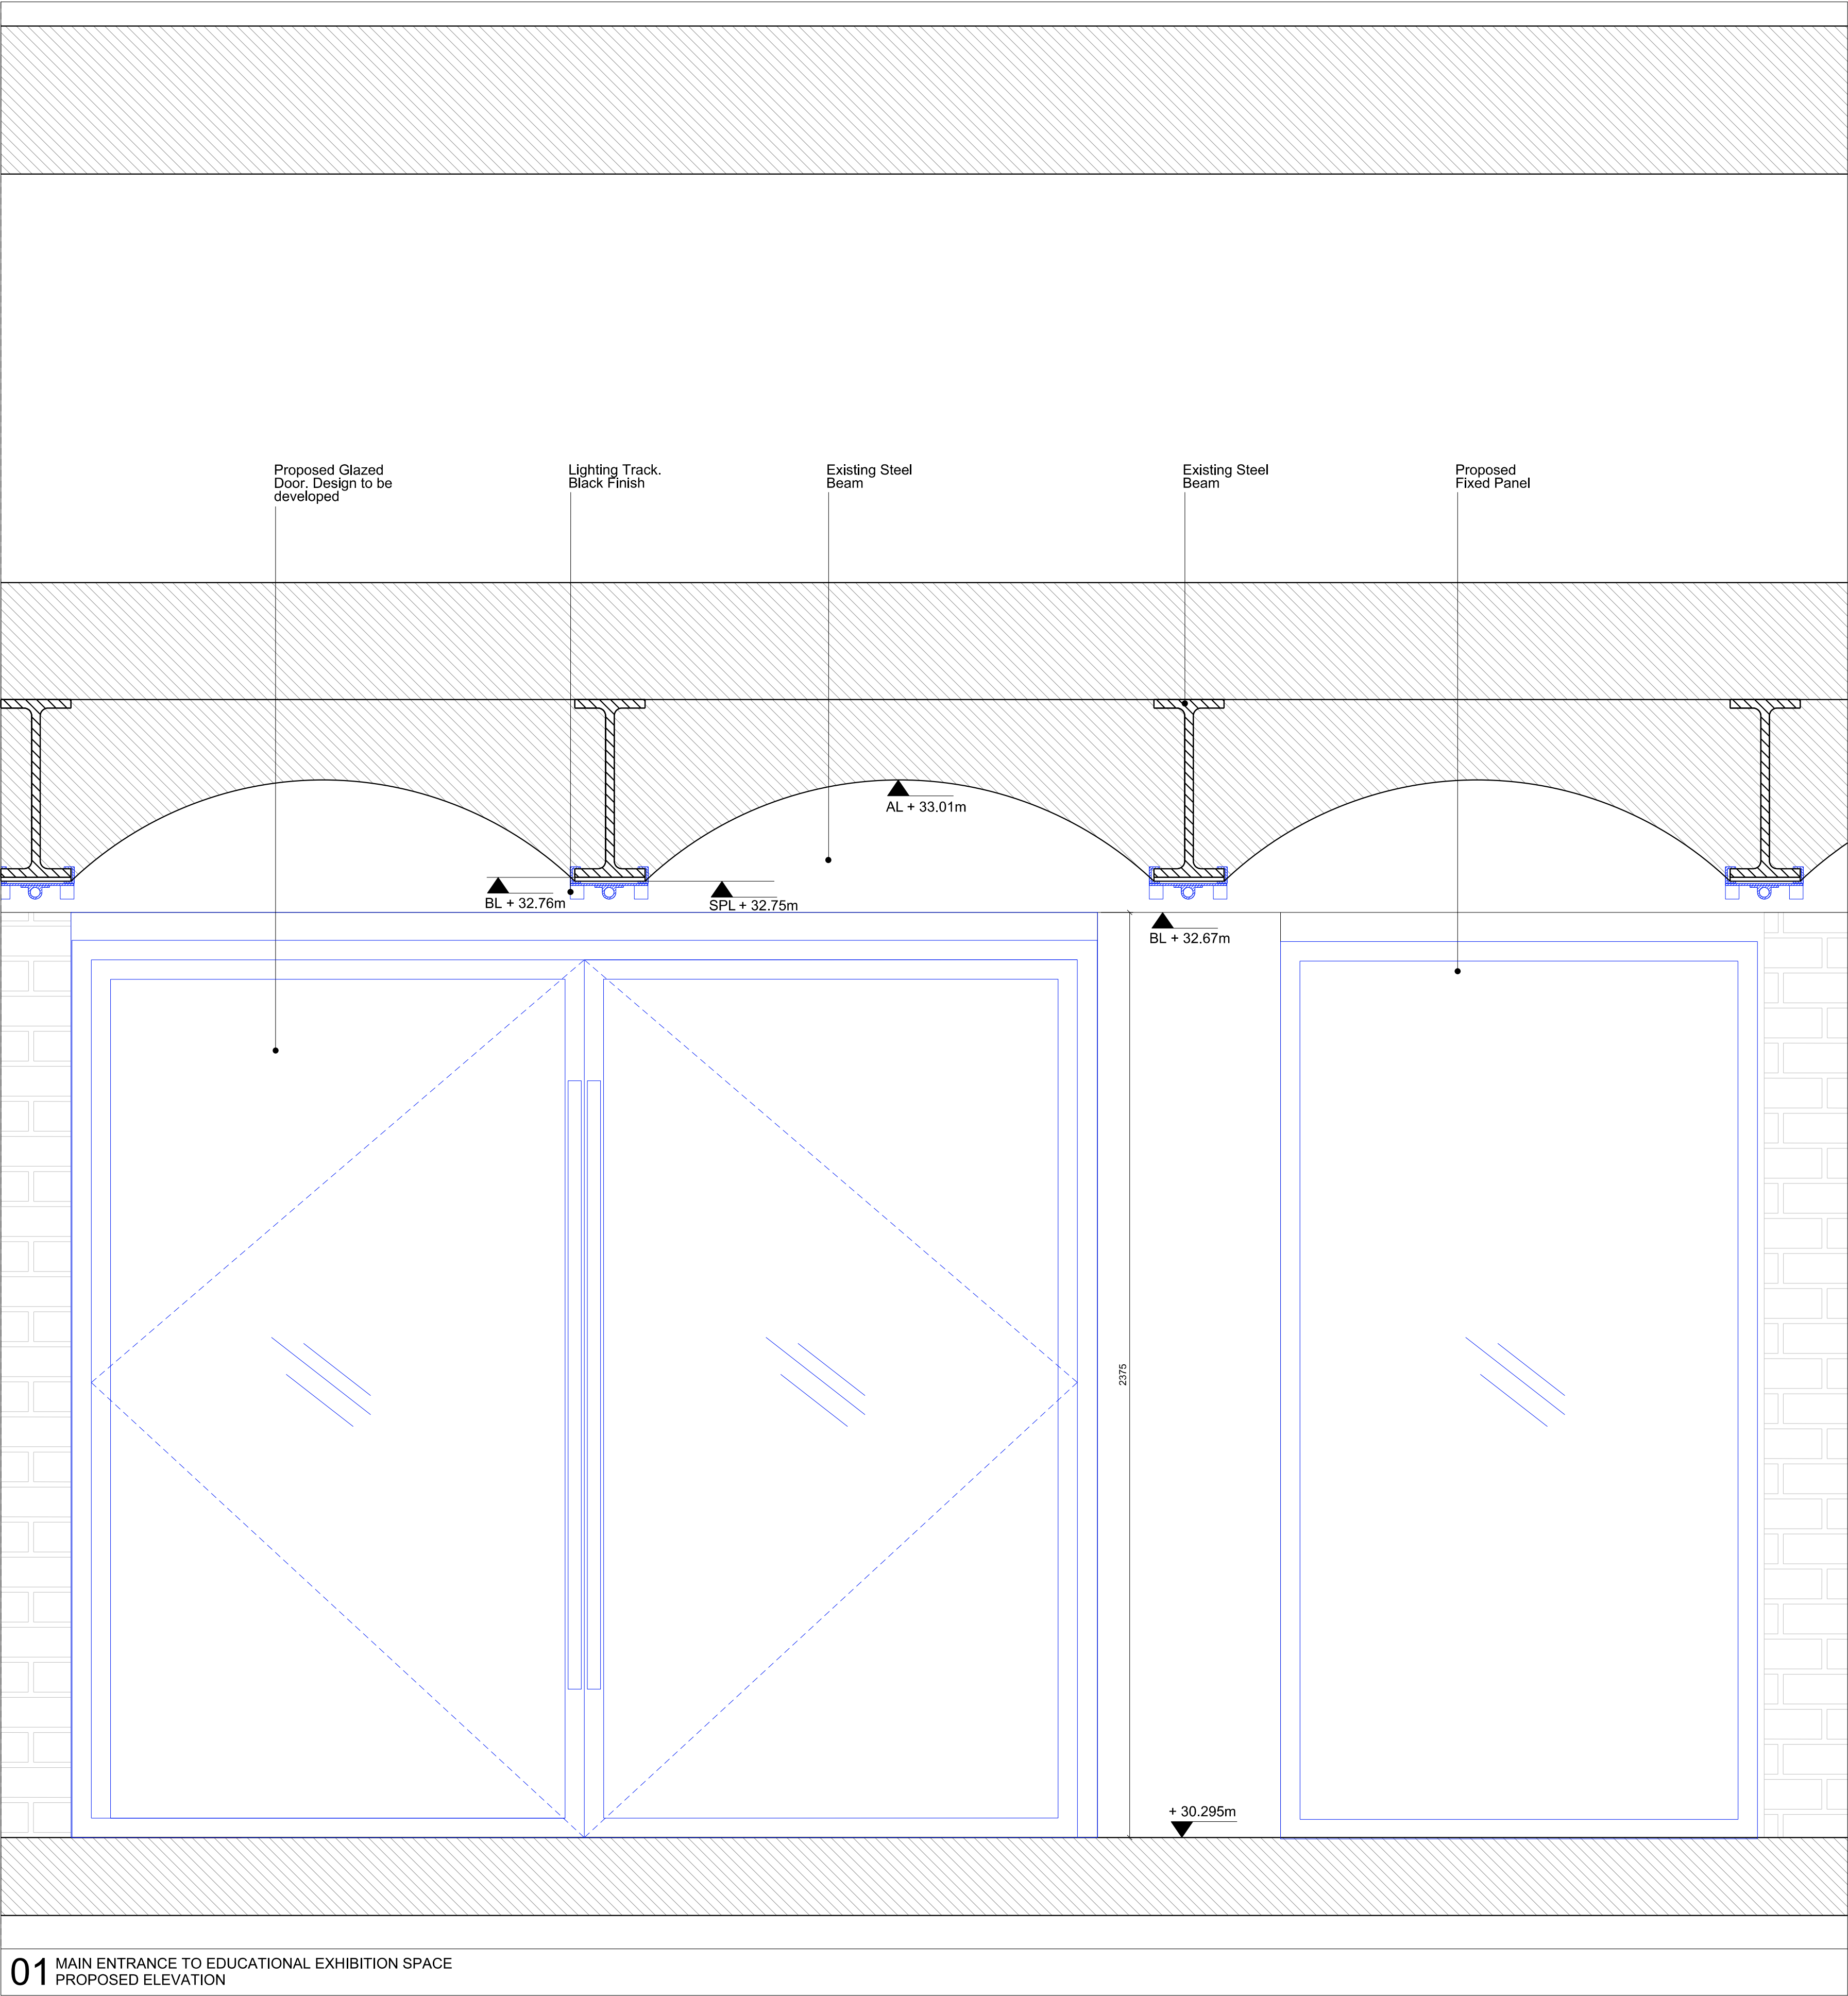 Proposed Glazed
Door. Design to be
developed
Lighting Track.
Black Finish
Existing Steel
Beam
Existing Steel
Beam
Proposed
Fixed Panel
AL + 33.01m
BL + 32.76m
SPL + 32.75m
BL + 32.67m
2375
+ 30.295m
01 MAIN ENTRANCE TO EDUCATIONAL EXHIBITION SPACE
PROPOSED ELEVATION